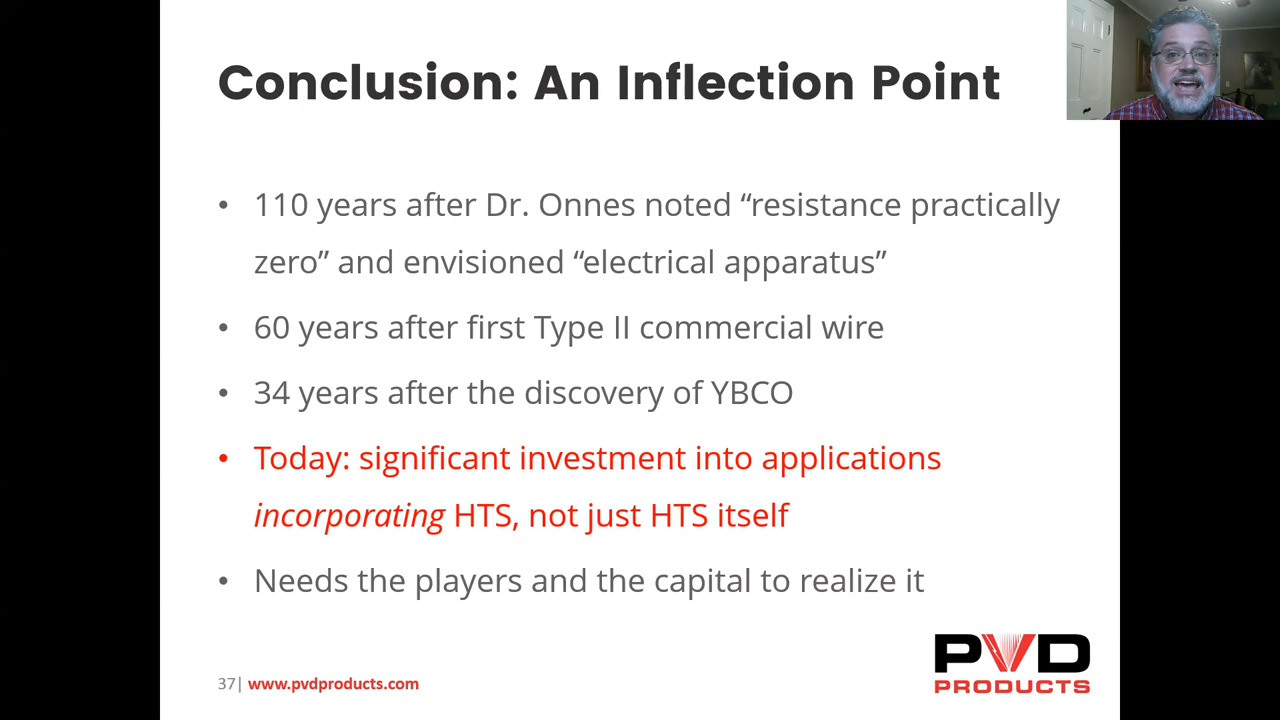 Conclusion: An Inflection Point
• 110 years after Dr. Onnes noted “resistance practically
zero” and envisioned “electrical apparatus”
• 60 years after first Type II commercial wire
• 34 years after the discovery of YBCO
• Today: significant investment into applications
incorporating HTS, not just HTS itself
• Needs the players and the capital to realize it
37| www.pvdproducts.com
PVD
PRODUCTS